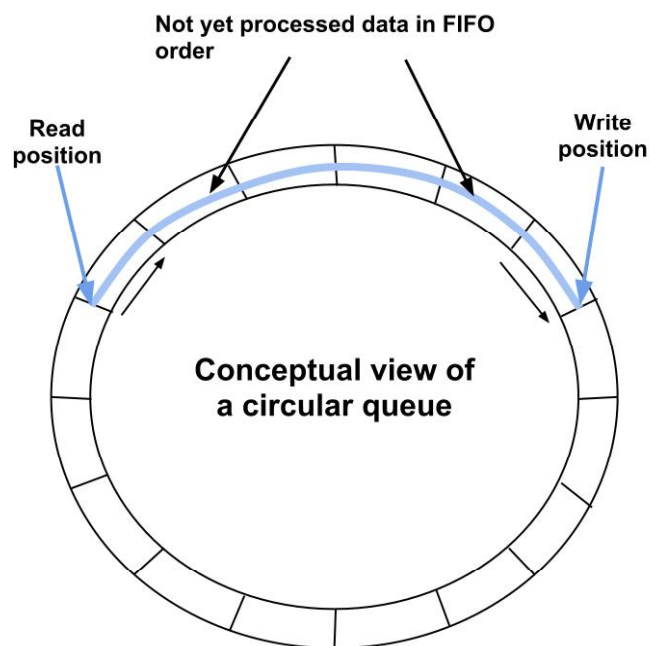 Not yet processed data in FIFO
order
Read
position
Write
position
Conceptual view of
a circular queue